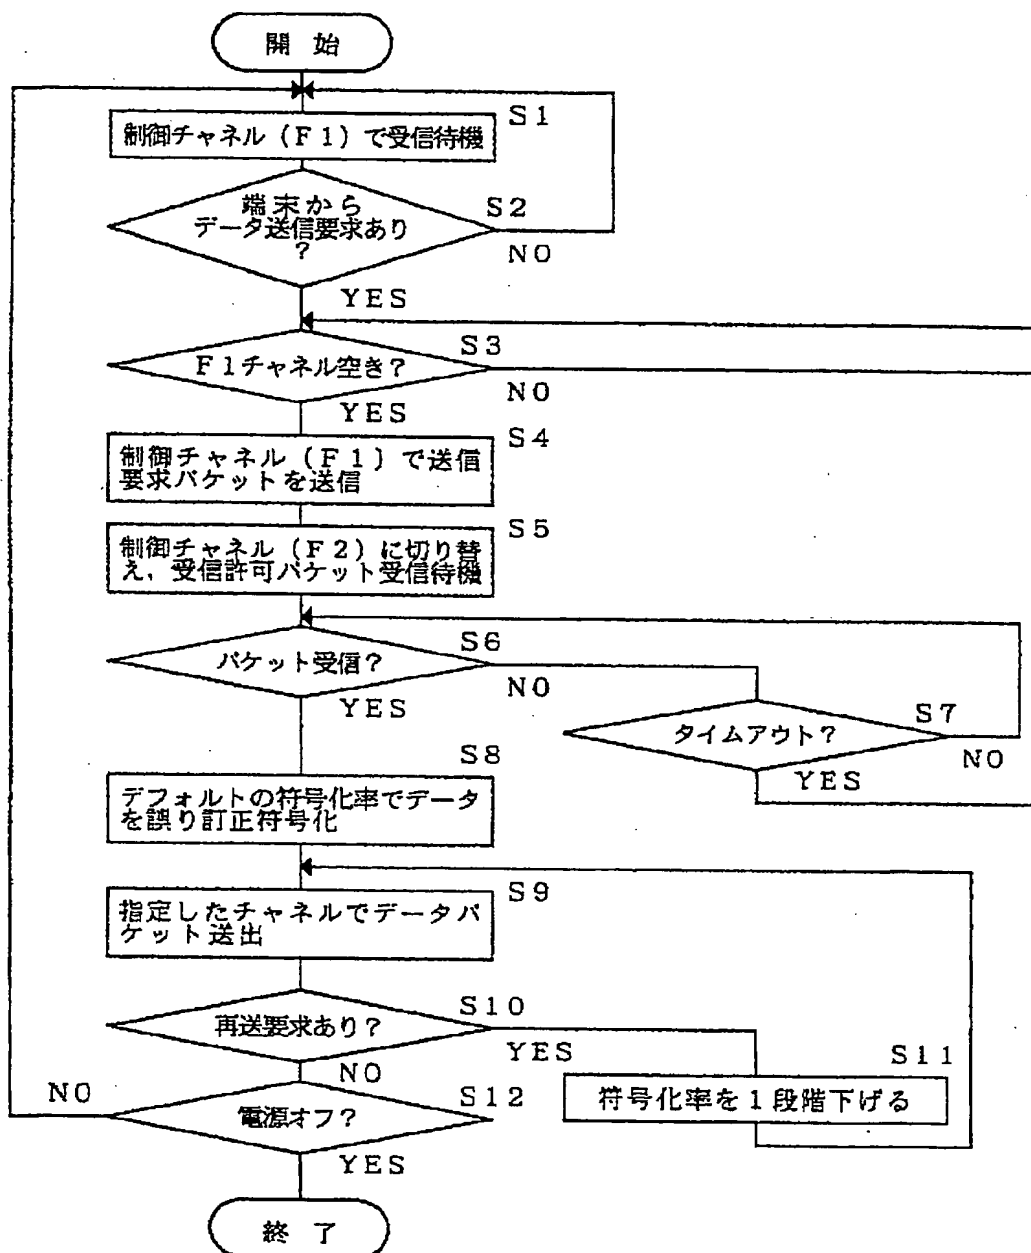 開 始
S1
制御チャネル（F1）で受信待機
端末から
データ送信要求あり
?
S2
NO
YES
F1チャネル空き?
S3
NO
YES
S4
制御チャネル（F1）で送信
要求パケットを送信
S5
制御チャネル（F2）に切り替
え，受信許可パケット受信待機
パケット受信?
S6
NO
YES
タイムアウト?
S7
NO
YES
S8
デフォルトの符号化率でデータ
を誤り訂正符号化
S9
指定したチャネルでデータパ
ケット送出
再送要求あり?
S10
YES
NO
S11
符号化率を1段階下げる
NO
電源オフ?
S12
YES
終 了